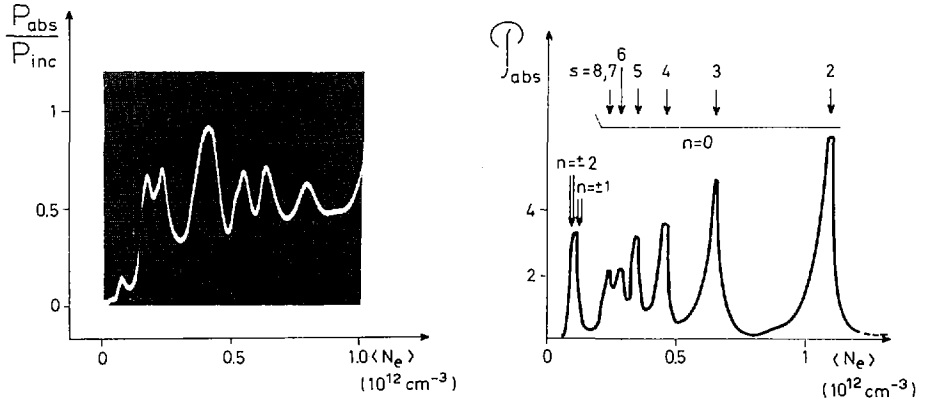 P_abs
P_inc
1
0.5
0
0 0.5 1.0 ⟨N_e⟩
(10^12 cm^-3)
P_abs
6
s=8,7 5 4 3 2
n=0
n=±2
n=±1
4
2
0 0.5 1 ⟨N_e⟩
(10^12 cm^-3)